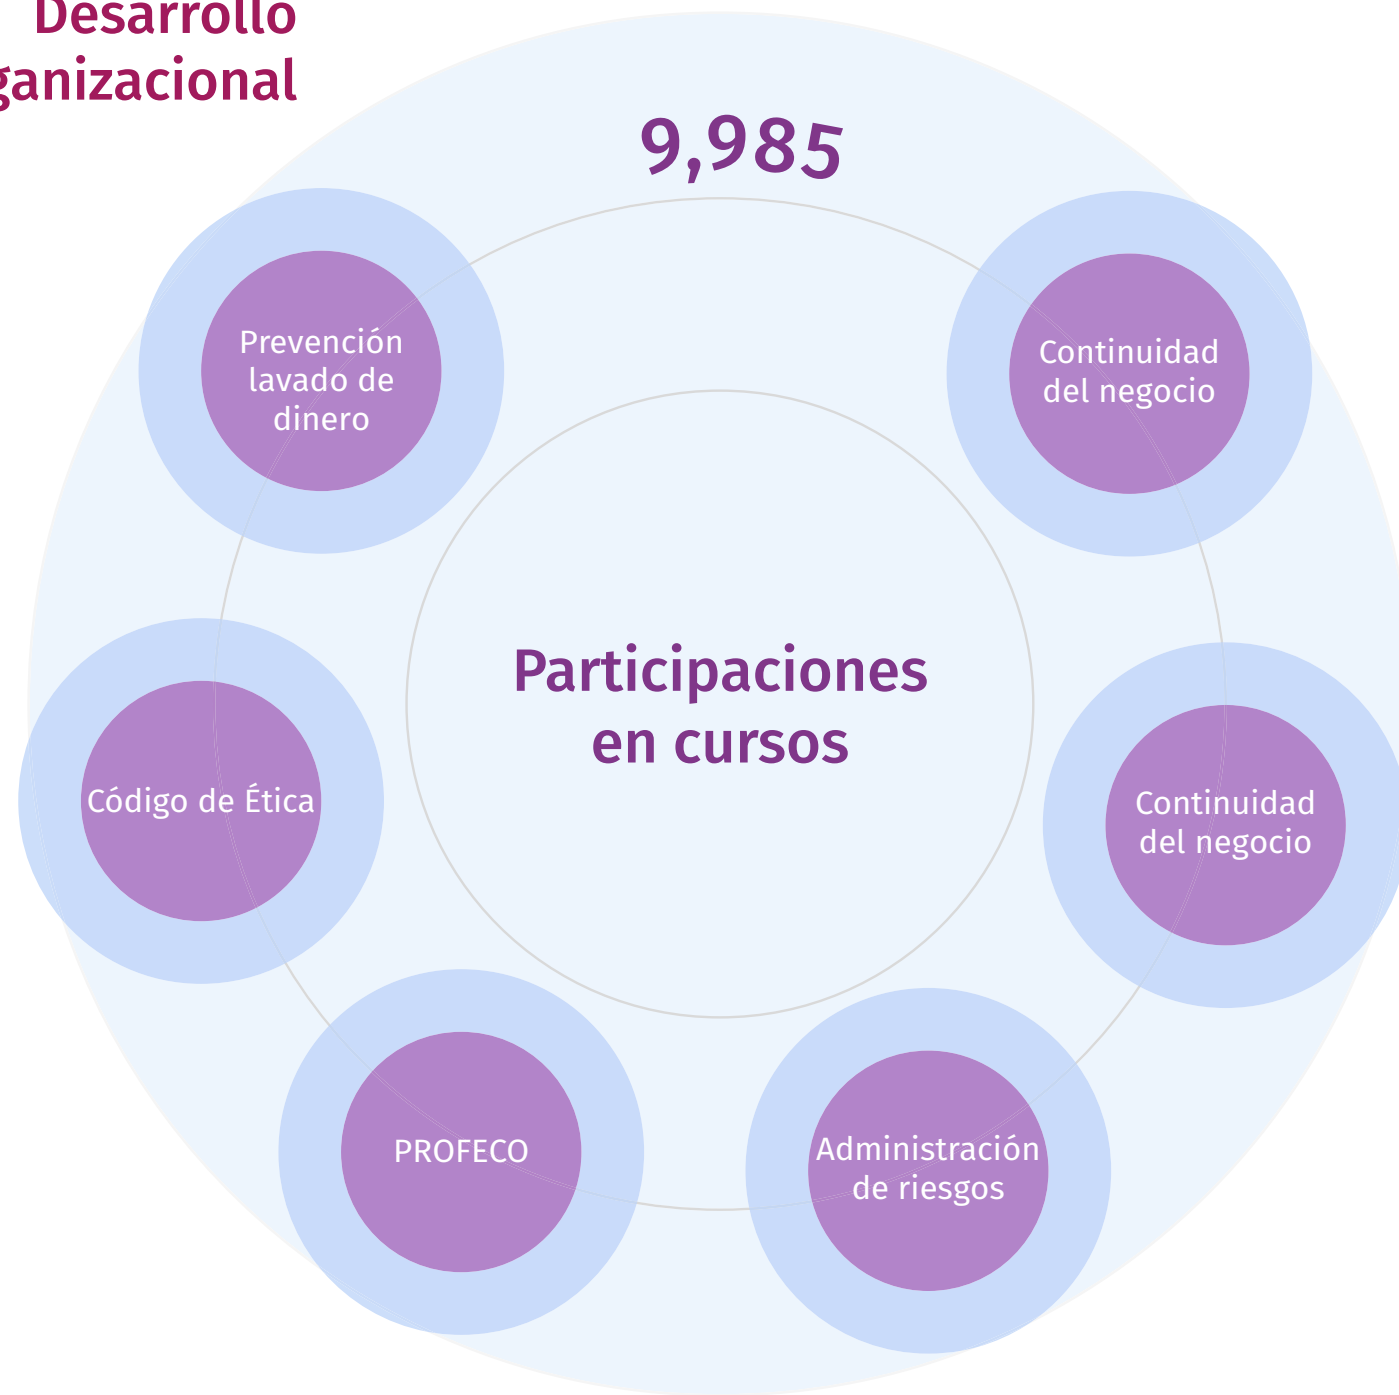 Desarrollo
ganizacional
9,985
Prevención
lavado de
dinero
Continuidad
del negocio
Participaciones
en cursos
Código de Ética
Continuidad
del negocio
PROFECO
Administración
de riesgos